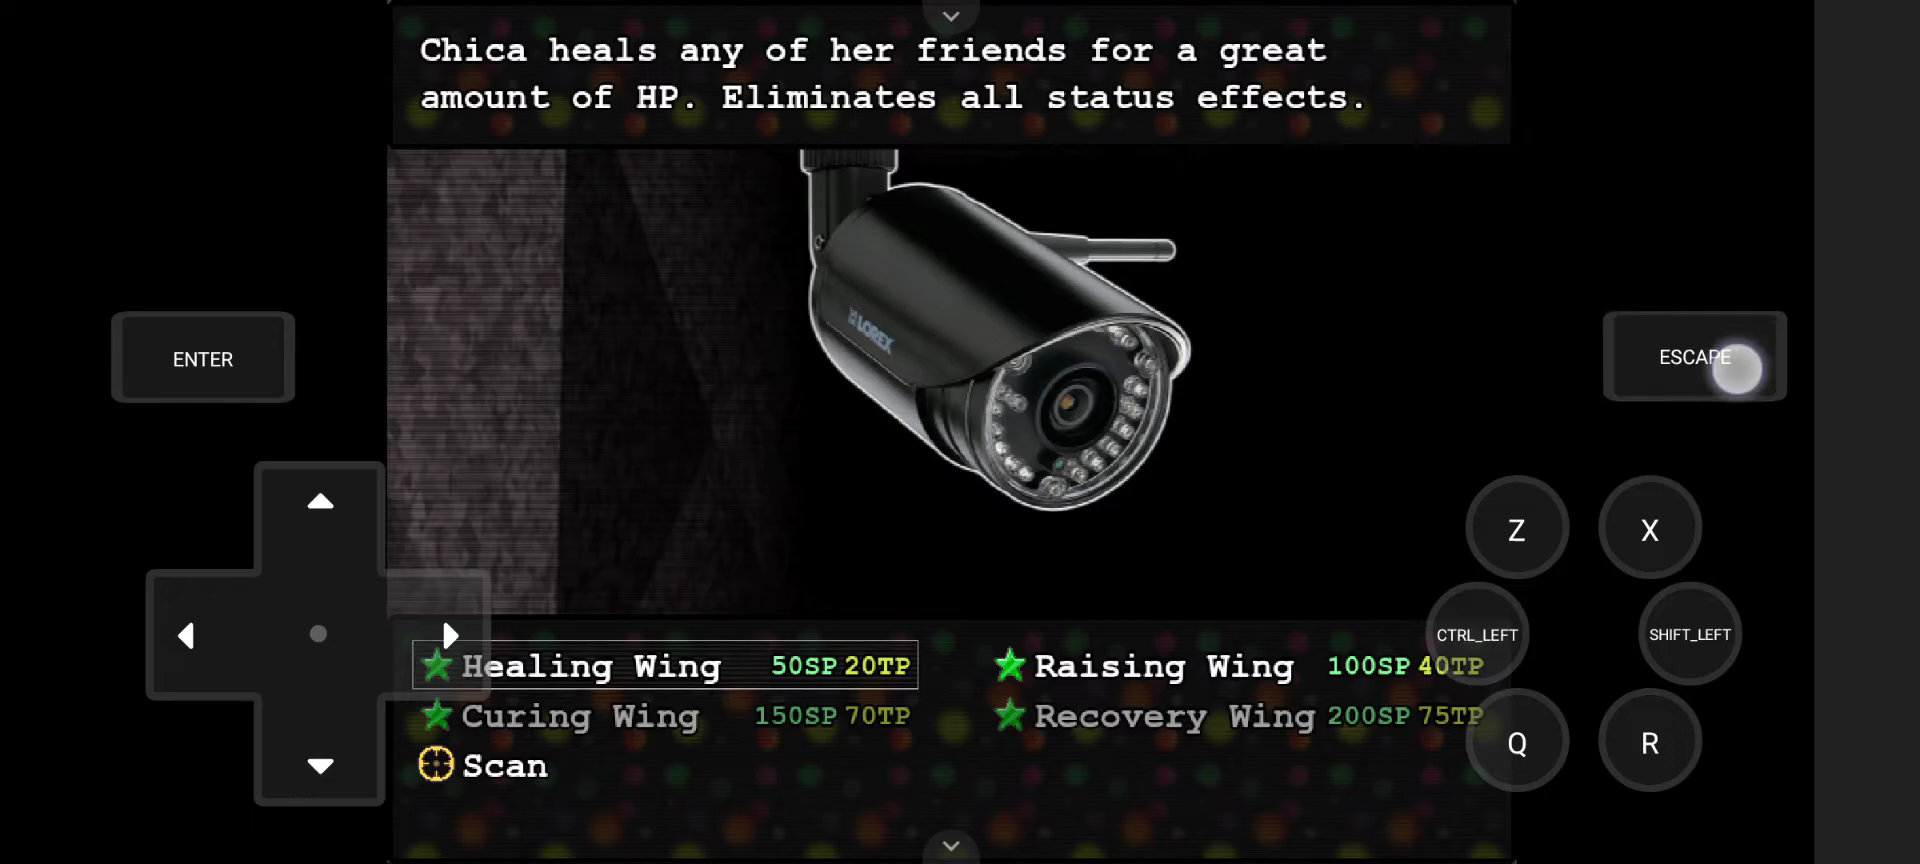 Chica heals any of her friends for a great
amount of HP. Eliminates all status effects.
LOREX
ENTER
ESCAPE
Z
X
CTRL_LEFT
SHIFT_LEFT
Healing Wing 50SP 20TP
Raising Wing 100SP 40TP
Curing Wing 150SP 70TP
Recovery Wing 200SP 75TP
Q
R
Scan